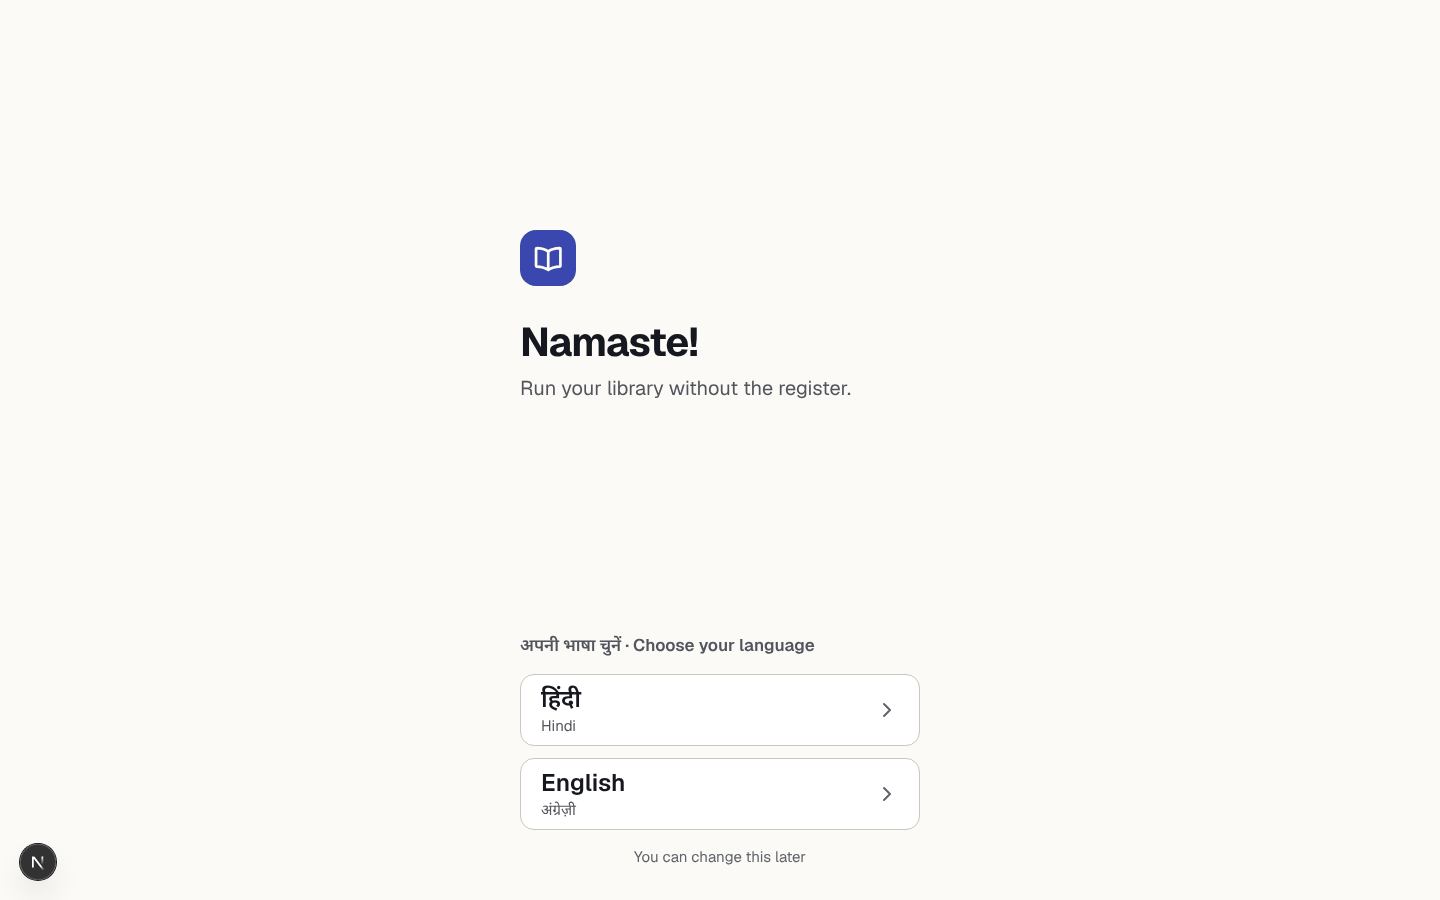 Namaste!
Run your library without the register.
अपनी भाषा चुनें · Choose your language
हिंदी
Hindi
English
अंग्रेज़ी
You can change this later
N